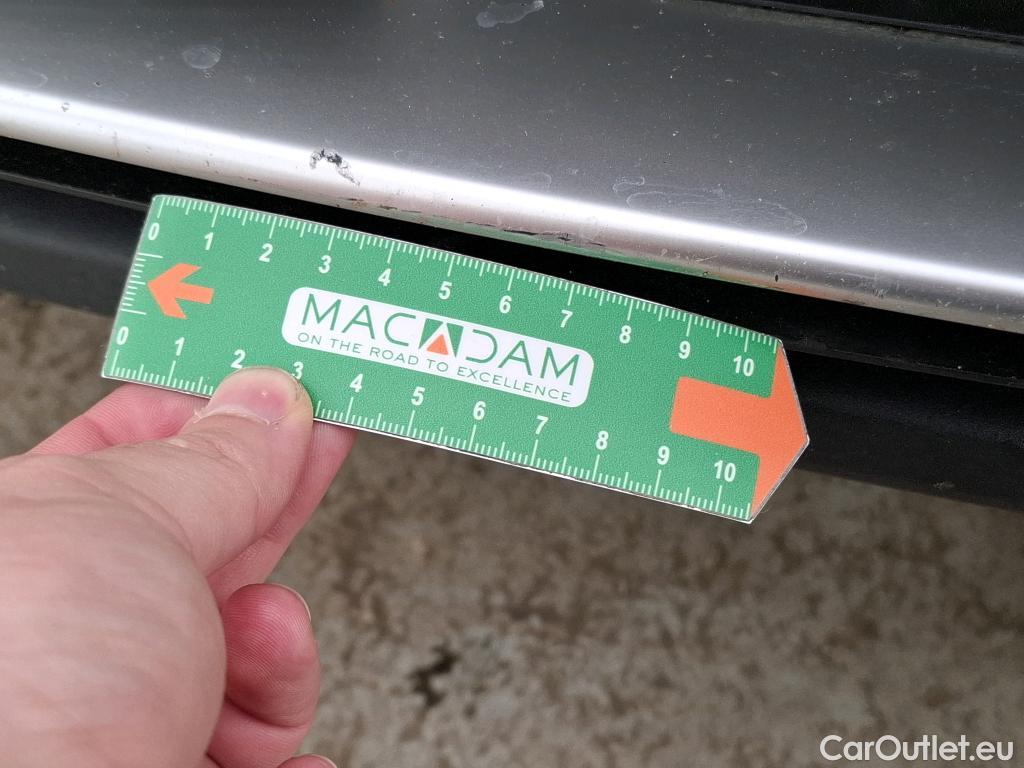 0 1 2 3 4 5 6 7 8 9 10
MACADAM
ON THE ROAD TO EXCELLENCE
0 1 2 3 4 5 6 7 8 9 10
CarOutlet.eu